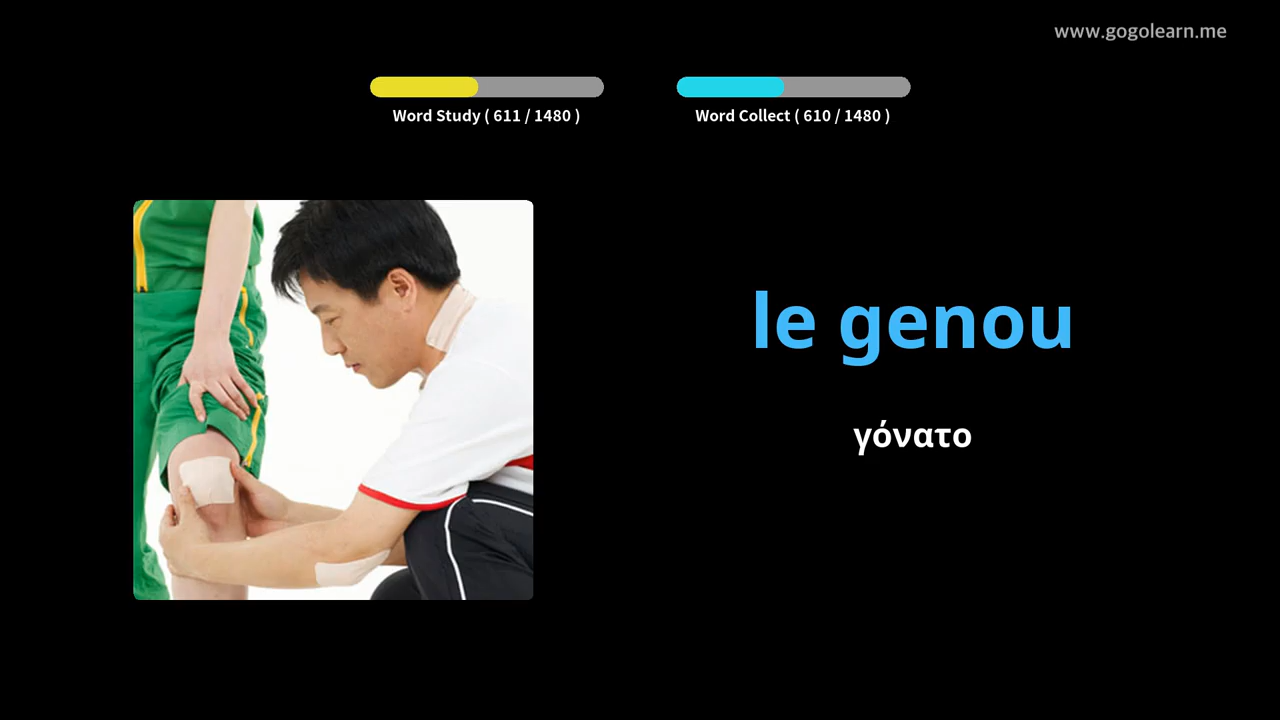 www.gogolearn.me
Word Study ( 611 / 1480 )
Word Collect ( 610 / 1480 )
le genou
γόνατο